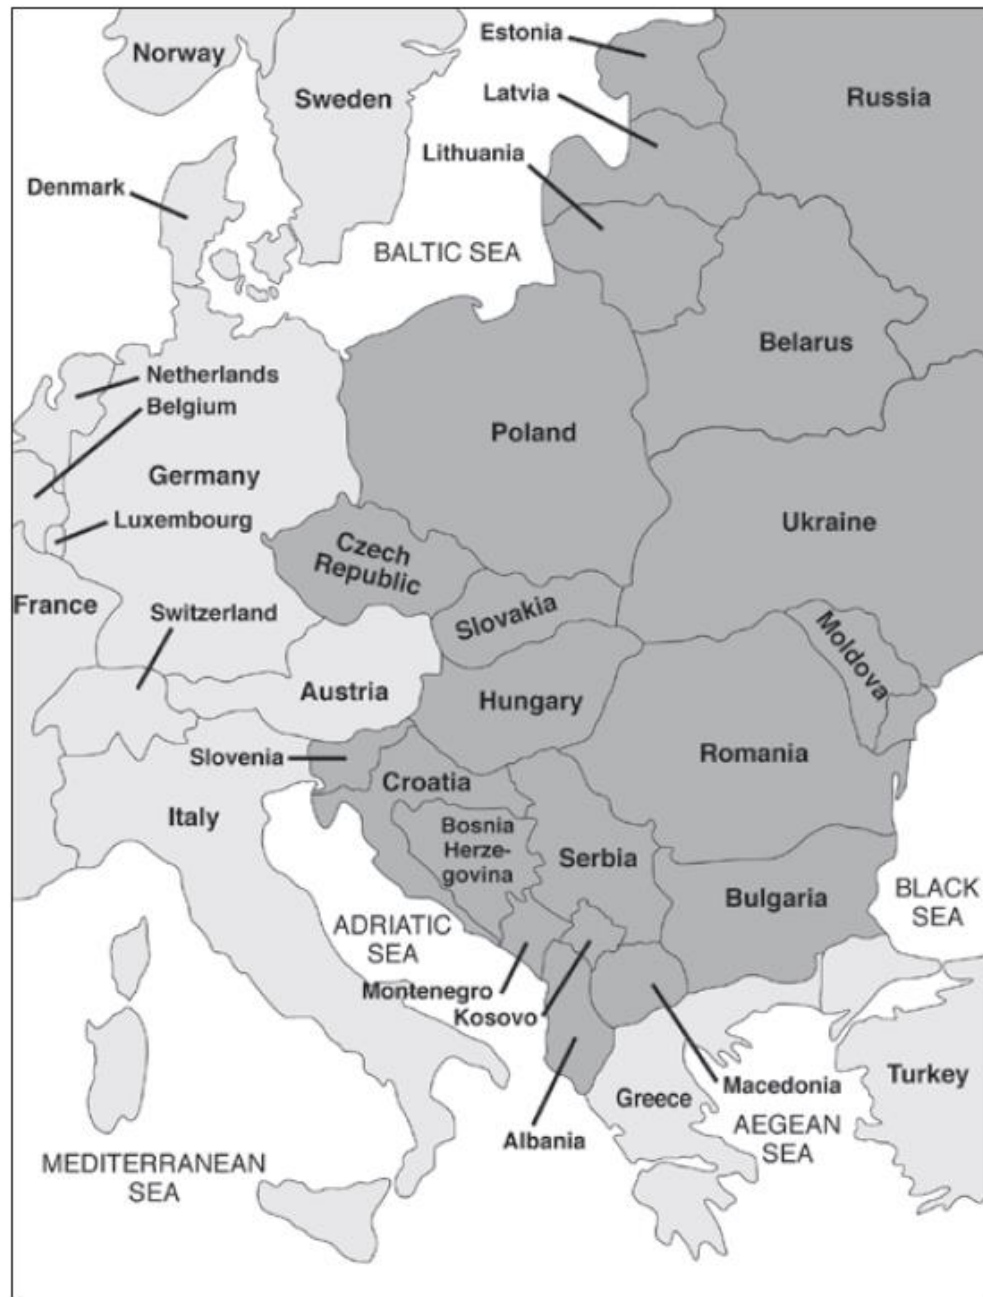 Norway
Estonia
Sweden
Latvia
Russia
Lithuania
Denmark
BALTIC SEA
Belarus
Netherlands
Belgium
Poland
Germany
Luxembourg
Ukraine
Czech
Republic
France
Switzerland
Slovakia
Moldova
Austria
Hungary
Slovenia
Romania
Croatia
Italy
Bosnia
Herze-
govina
Serbia
Bulgaria
BLACK
SEA
ADRIATIC
SEA
Montenegro
Kosovo
Macedonia
Turkey
Greece
Albania
AEGEAN
SEA
MEDITERRANEAN
SEA